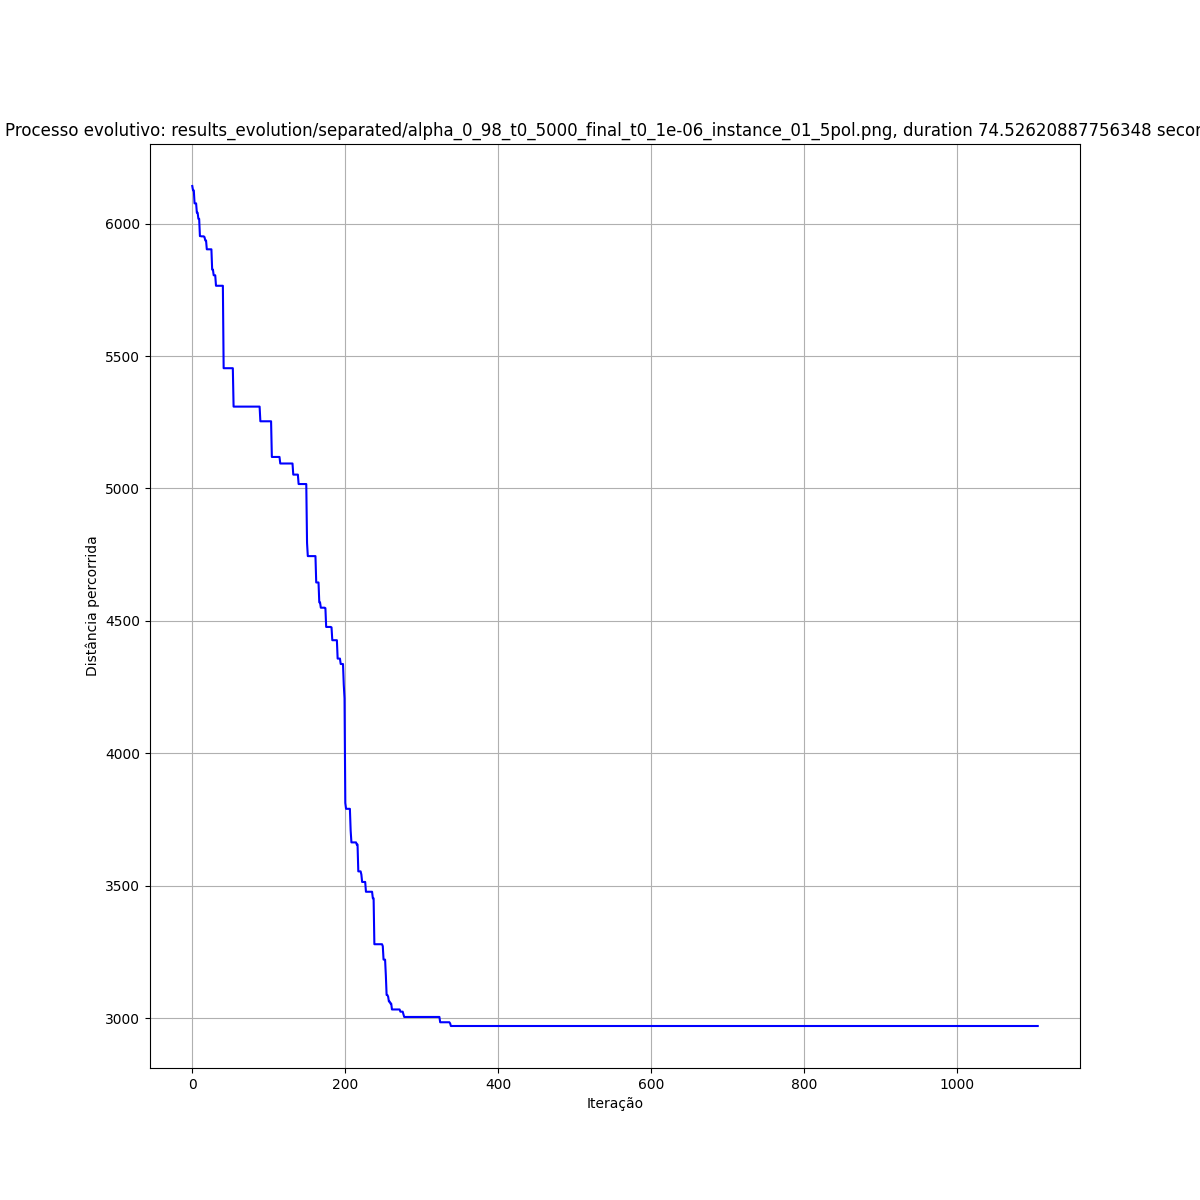 Processo evolutivo: results_evolution/separated/alpha_0_98_t0_5000_final_t0_1e-06_instance_01_5pol.png, duration 74.52620887756348 secon
6000
5500
5000
4500
4000
3500
3000
Distância percorrida
0 200 400 600 800 1000
Iteração